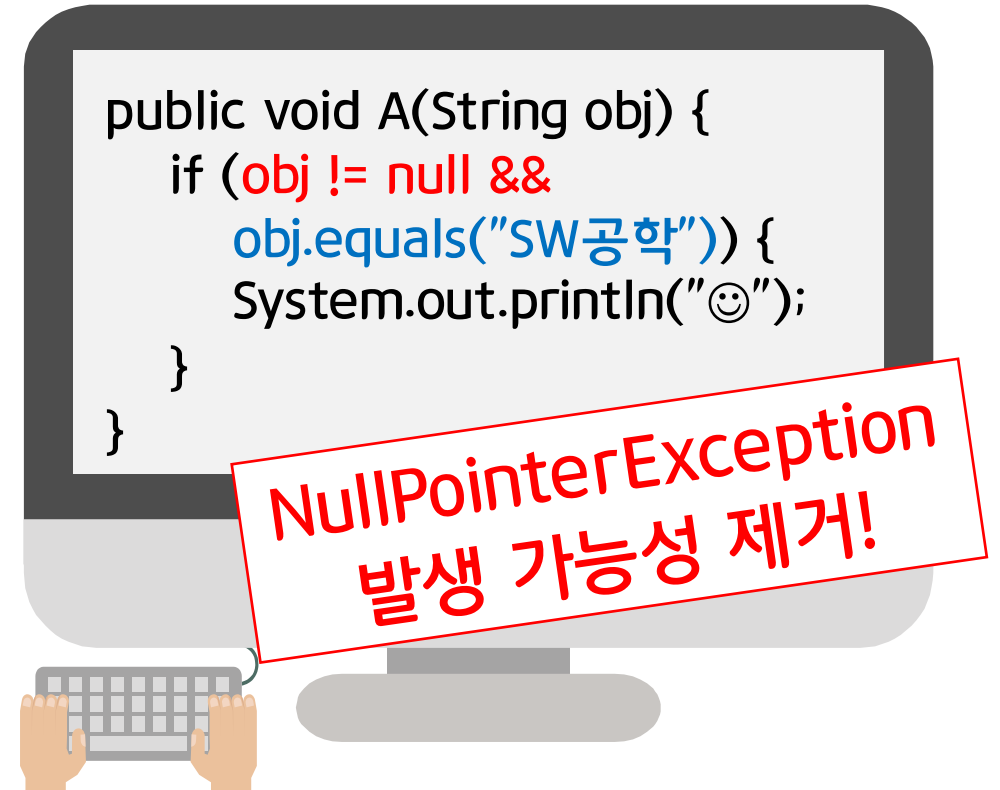 public void A(String obj) {
if (obj != null &&
obj.equals("SW공학")) {
System.out.println("☺");
}
}
NullPointerException
발생 가능성 제거!